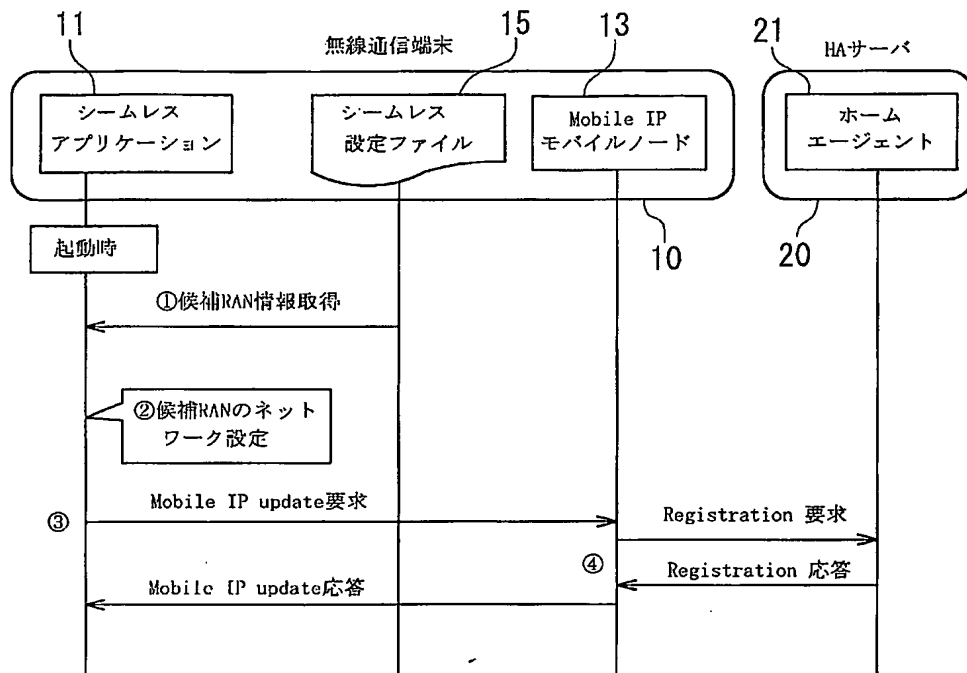 11
無線通信端末
15
13
21
HAサーバ
シームレス
アプリケーション
シームレス
設定ファイル
Mobile IP
モバイルノード
ホーム
エージェント
起動時
10
20
①候補RAN情報取得
②候補RANのネット
ワーク設定
③
Mobile IP update要求
Registration 要求
④
Registration 応答
Mobile IP update応答